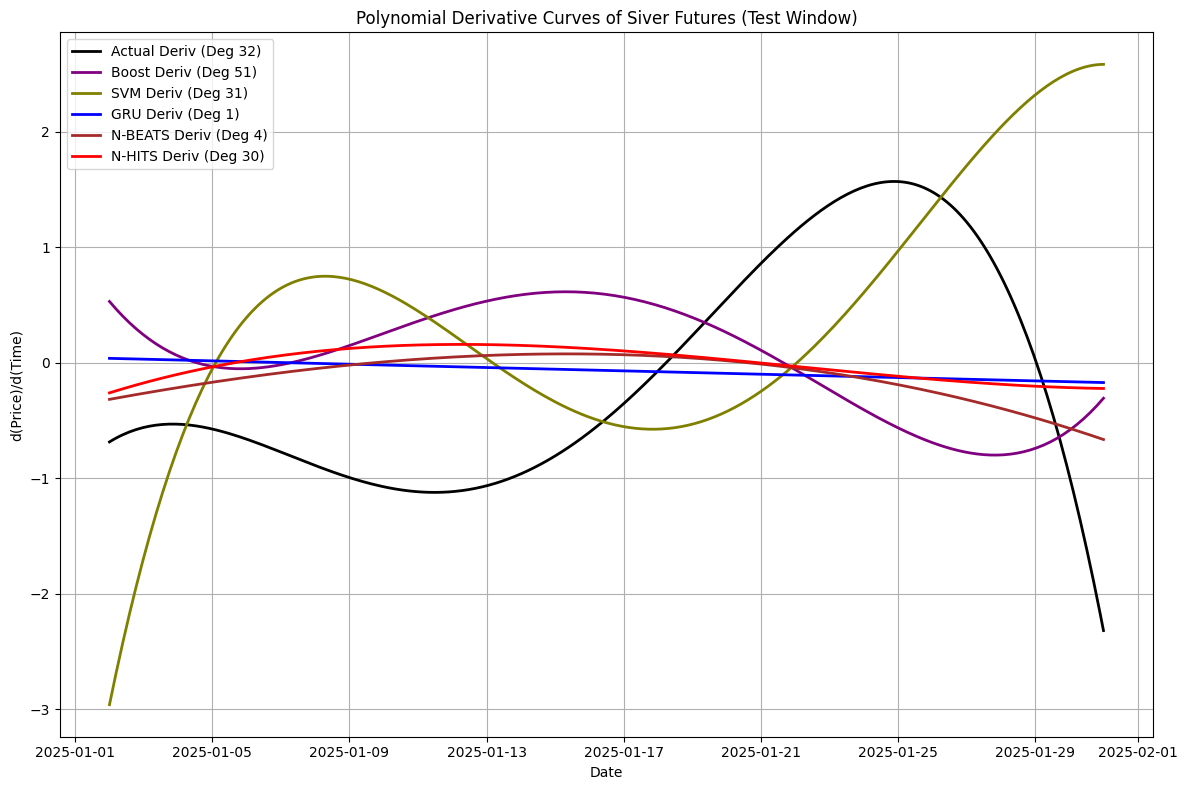 Polynomial Derivative Curves of Siver Futures (Test Window)
Actual Deriv (Deg 32)
Boost Deriv (Deg 51)
SVM Deriv (Deg 31)
GRU Deriv (Deg 1)
N-BEATS Deriv (Deg 4)
N-HITS Deriv (Deg 30)
d(Price)/d(Time)
2
1
0
−1
−2
−3
2025-01-01 2025-01-05 2025-01-09 2025-01-13 2025-01-17 2025-01-21 2025-01-25 2025-01-29 2025-02-01
Date